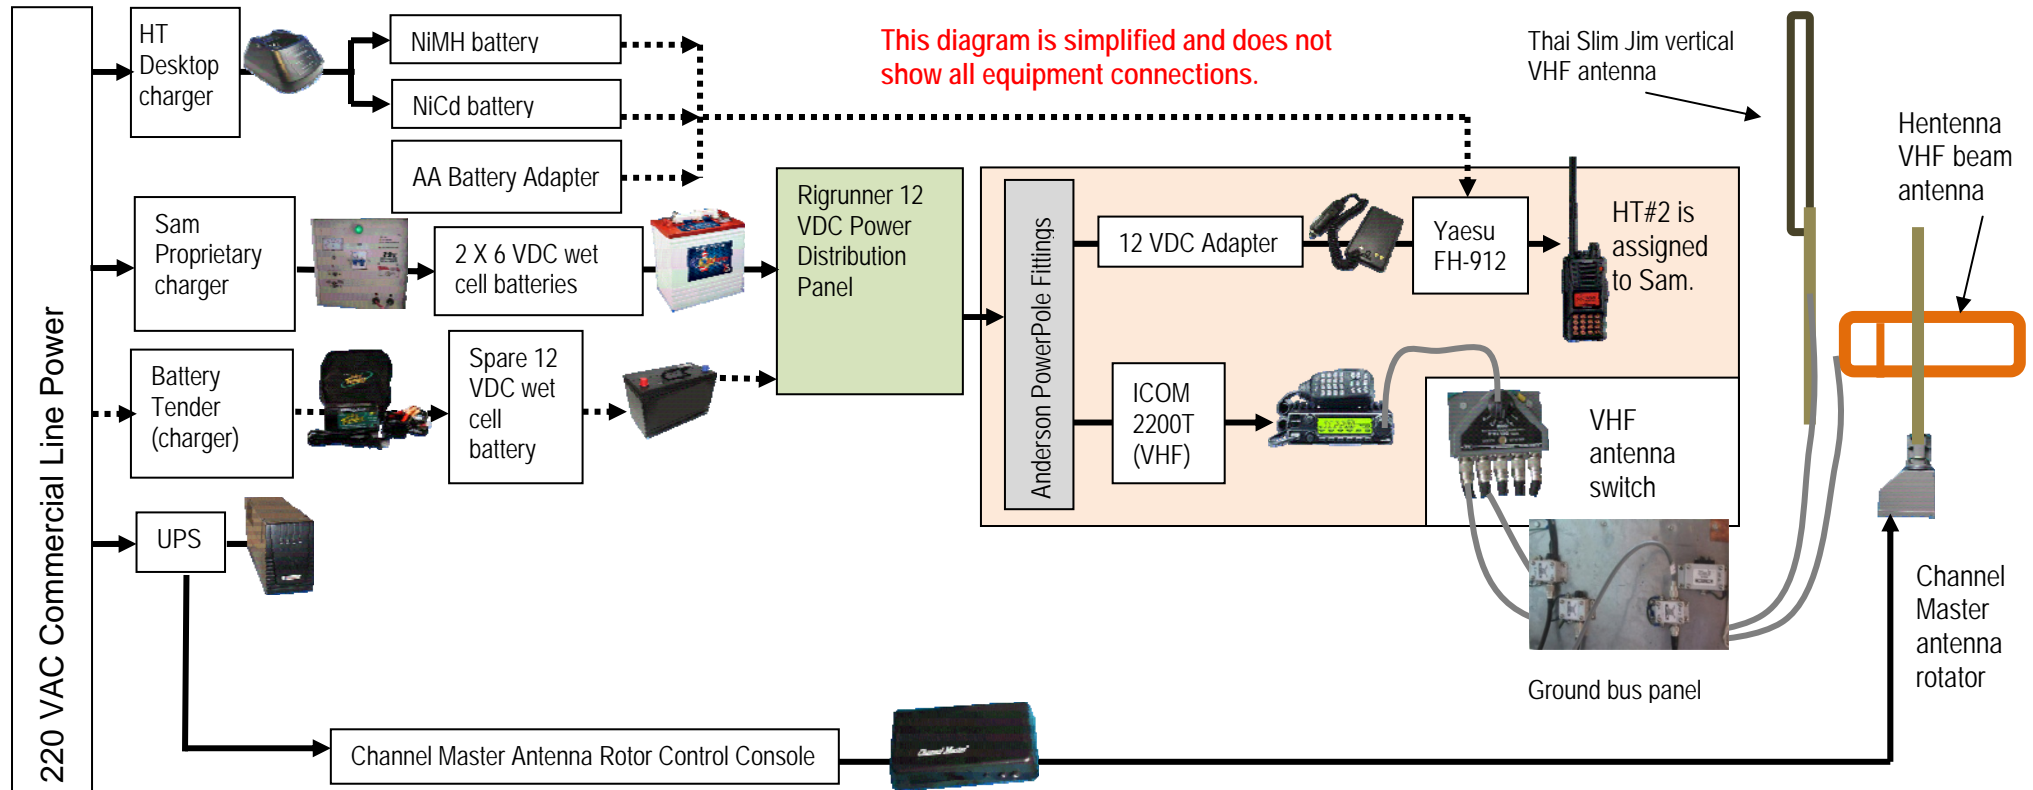 220 VAC Commercial Line Power
HT
Desktop
charger
NiMH battery
NiCd battery
AA Battery Adapter
This diagram is simplified and does not
show all equipment connections.
Thai Slim Jim vertical
VHF antenna
Hentenna
VHF beam
antenna
Sam
Proprietary
charger
2 X 6 VDC wet
cell batteries
Rigrunner 12
VDC Power
Distribution
Panel
Anderson PowerPole Fittings
12 VDC Adapter
Yaesu
FH-912
HT#2 is
assigned
to Sam.
Battery
Tender
(charger)
Spare 12
VDC wet
cell
battery
ICOM
2200T
(VHF)
VHF
antenna
switch
UPS
Ground bus panel
Channel
Master
antenna
rotator
Channel Master Antenna Rotor Control Console
Channel Master